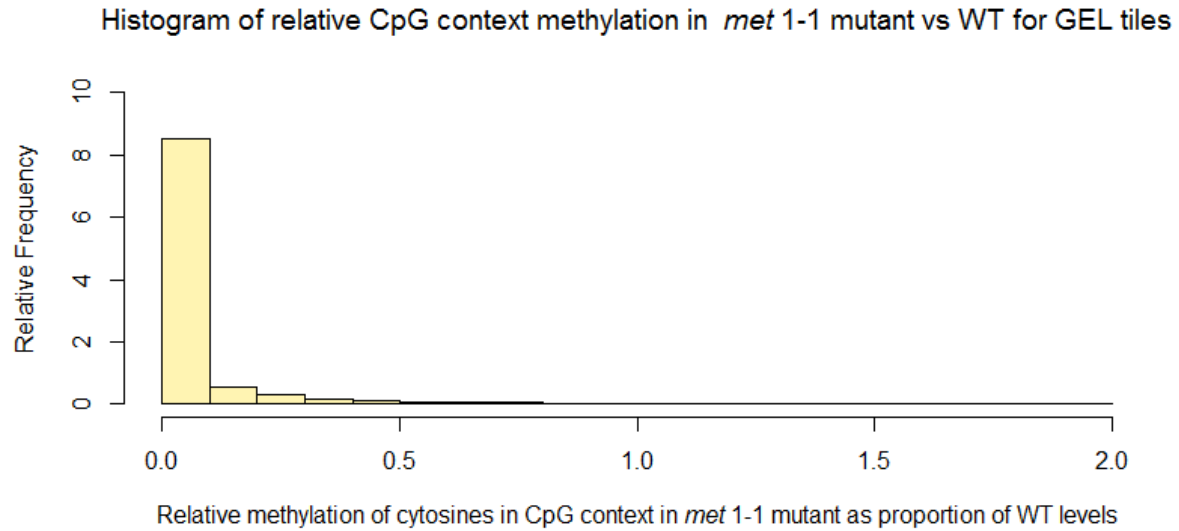 Histogram of relative CpG context methylation in met 1-1 mutant vs WT for GEL tiles
Relative Frequency
10
8
6
4
2
0
0.0 0.5 1.0 1.5 2.0
Relative methylation of cytosines in CpG context in met 1-1 mutant as proportion of WT levels